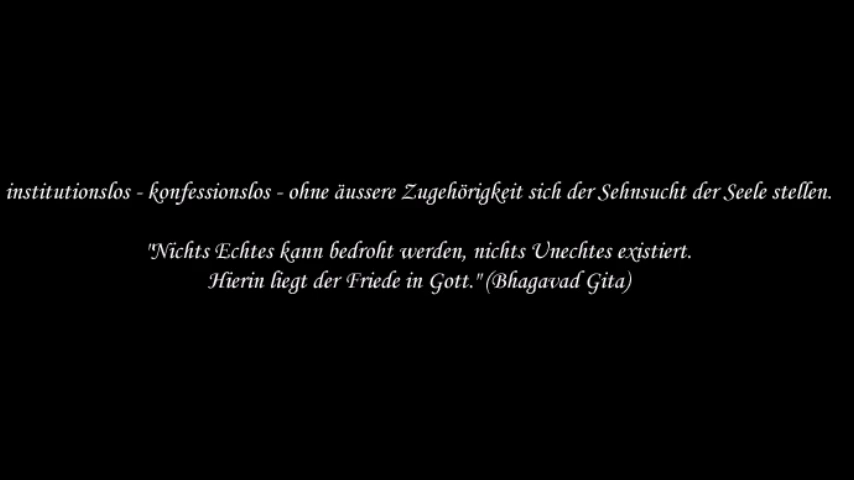 institutionslos - konfessionslos - ohne äussere Zugehörigkeit sich der Sehnsucht der Seele stellen.
"Nichts Echtes kann bedroht werden, nichts Unechtes existiert.
Hierin liegt der Friede in Gott." (Bhagavad Gita)